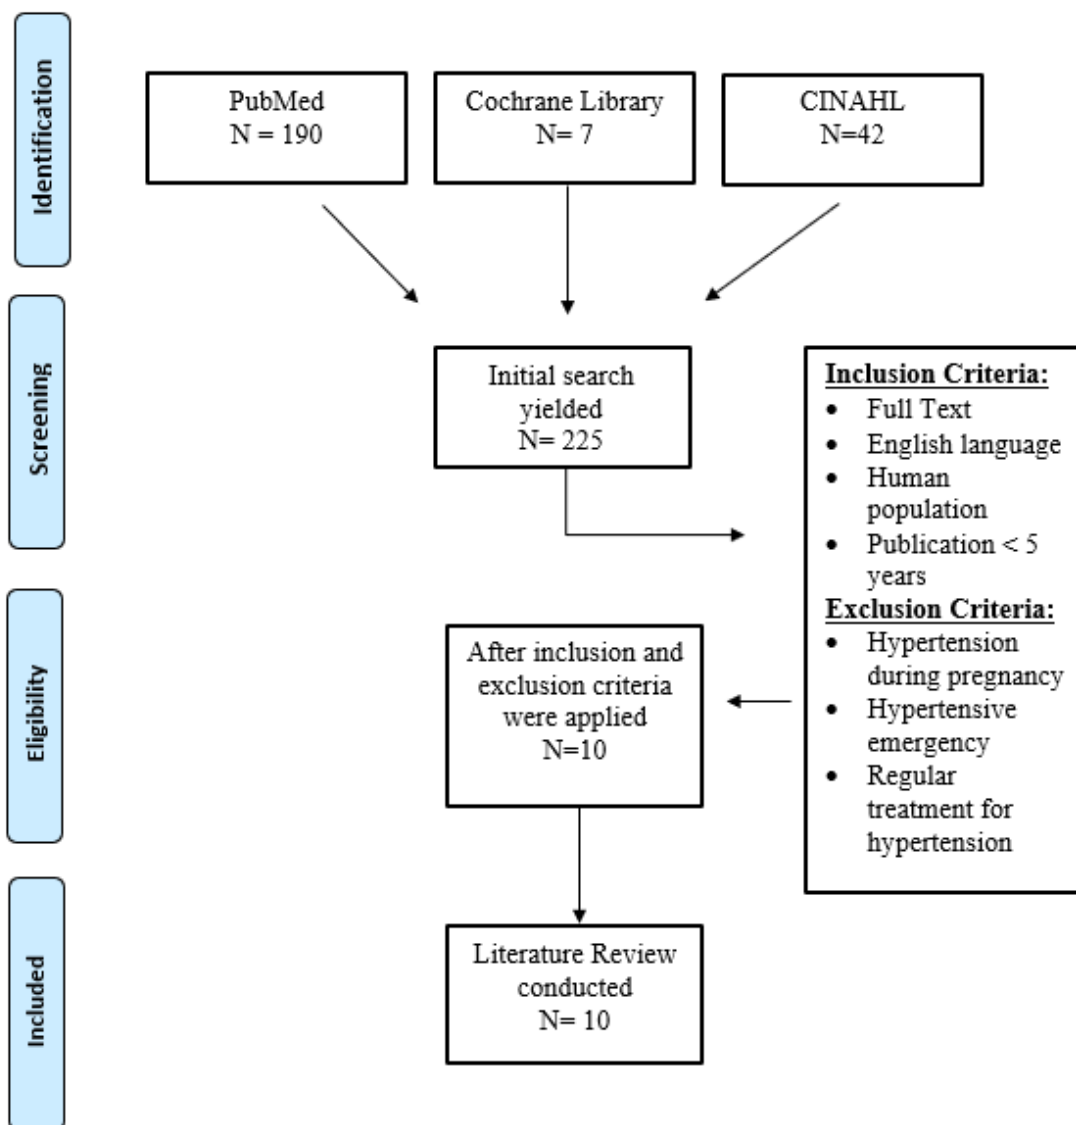 Identification
PubMed
N = 190
Cochrane Library
N= 7
CINAHL
N=42
Screening
Initial search
yielded
N= 225
Inclusion Criteria:
• Full Text
• English language
• Human
population
• Publication < 5
years
Exclusion Criteria:
• Hypertension
during pregnancy
• Hypertensive
emergency
• Regular
treatment for
hypertension
Eligibility
After inclusion and
exclusion criteria
were applied
N=10
Included
Literature Review
conducted
N= 10